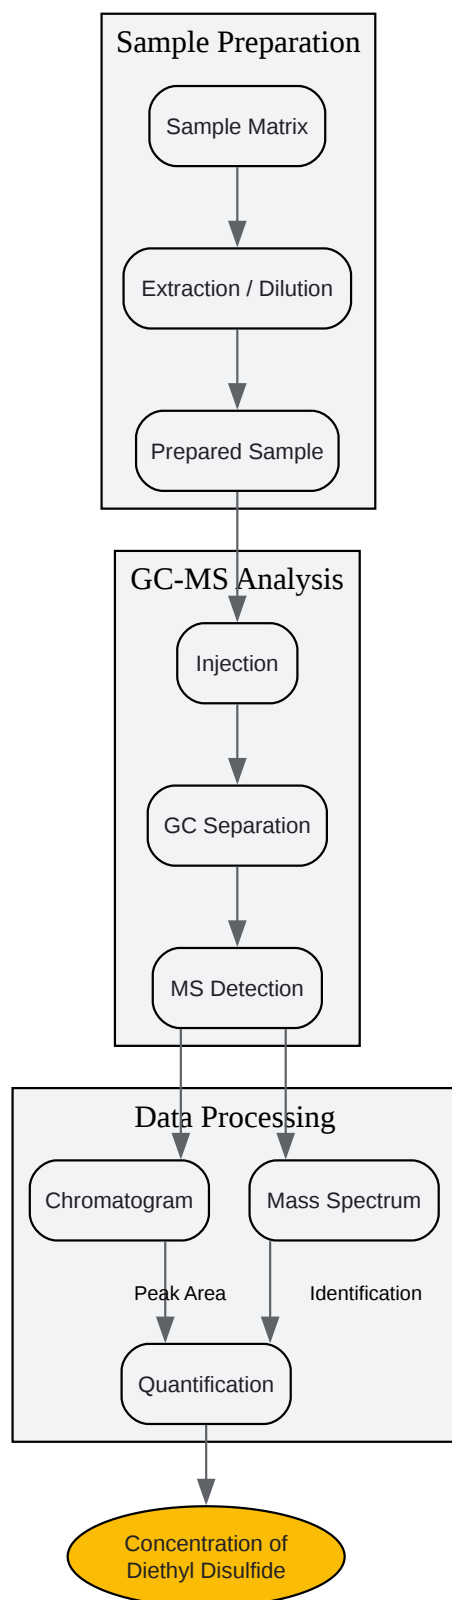 Sample Preparation
Sample Matrix
Extraction / Dilution
Prepared Sample
GC-MS Analysis
Injection
GC Separation
MS Detection
Data Processing
Chromatogram
Mass Spectrum
Peak Area
Identification
Quantification
Concentration of
Diethyl Disulfide